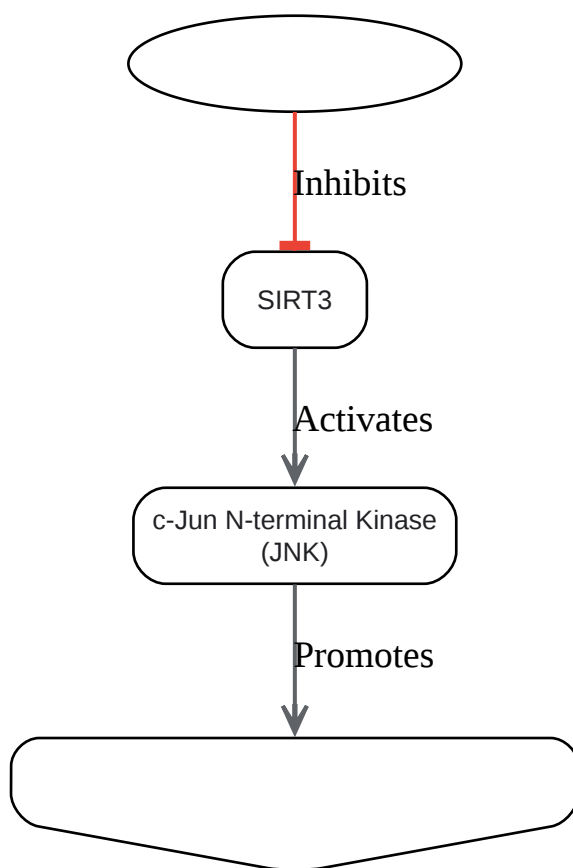 Inhibits
SIRT3
Activates
c-Jun N-terminal Kinase
(JNK)
Promotes